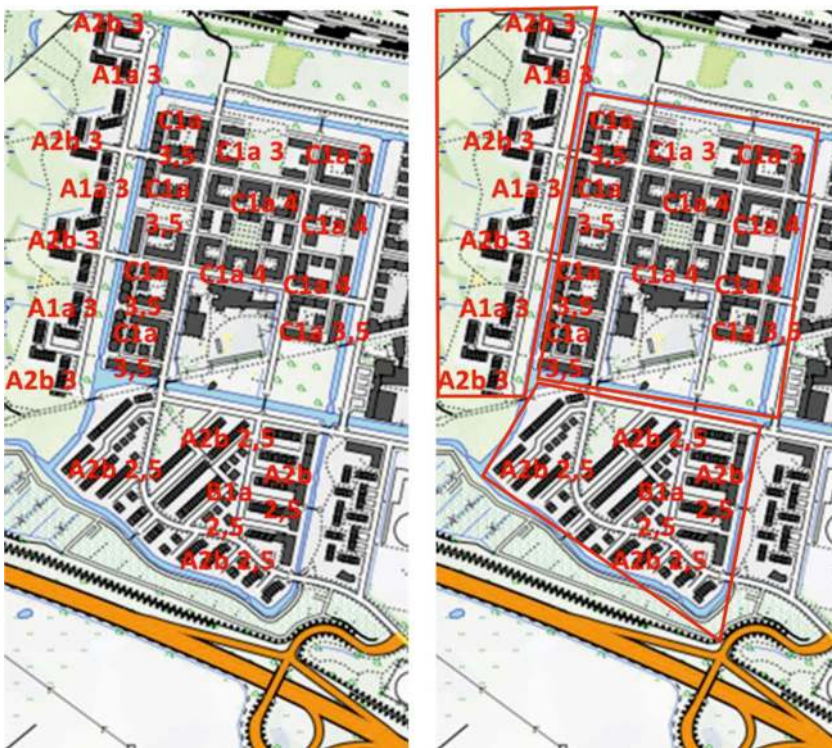 A2b 3
A1a 3
C1a
3,5
C1a 3
C1a 3
A2b 3
A1a 3
C1a
3,5
C1a 4
C1a 4
A2b 3
C1a
3,5
C1a 4
C1a 4
A1a 3
C1a
3,5
C1a 3,5
A2b 3
A2b 2,5
A2b 2,5
A2b
2,5
B1a
2,5
A2b 2,5
A2b 3
A1a 3
C1a
3,5
C1a 3
C1a 3
A2b 3
A1a 3
C1a
3,5
C1a 4
C1a 4
A2b 3
C1a
3,5
C1a 4
C1a 4
A1a 3
C1a
3,5
C1a 3,5
A2b 3
A2b 2,5
A2b 2,5
A2b
2,5
B1a
2,5
A2b 2,5